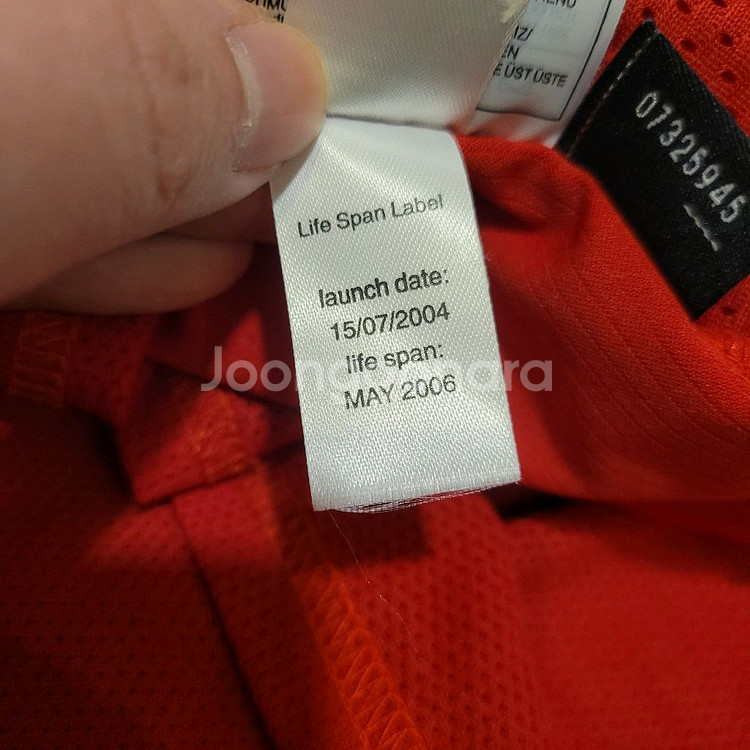 Life Span Label
launch date:
15/07/2004
life span:
MAY 2006
07325945
ÜST ÜSTE